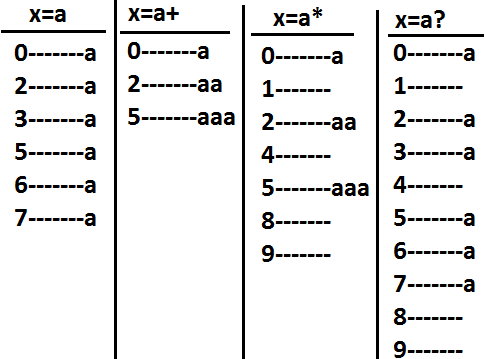 x=a
0-------a
2-------a
3-------a
5-------a
6-------a
7-------a
x=a+
0-------a
2-------aa
5-------aaa
x=a*
0-------a
1-------
2-------aa
4-------
5-------aaa
8-------
9-------
x=a?
0-------a
1-------
2-------a
3-------a
4-------
5-------a
6-------a
7-------a
8-------
9-------